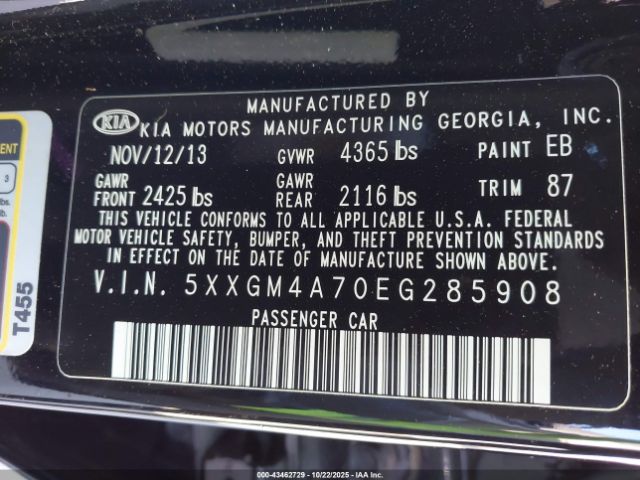 MANUFACTURED BY
KIA KIA MOTORS MANUFACTURING GEORGIA, INC.
NOV/12/13 GVWR 4365 lbs PAINT EB
GAWR FRONT 2425 lbs GAWR REAR 2116 lbs TRIM 87
THIS VEHICLE CONFORMS TO ALL APPLICABLE U.S.A. FEDERAL
MOTOR VEHICLE SAFETY, BUMPER, AND THEFT PREVENTION STANDARDS
IN EFFECT ON THE DATE OF MANUFACTURE SHOWN ABOVE.
V.I.N. 5XXGM4A70EG285908
PASSENGER CAR
T455
3
000-43462729 - 10/22/2025 - IAA Inc.